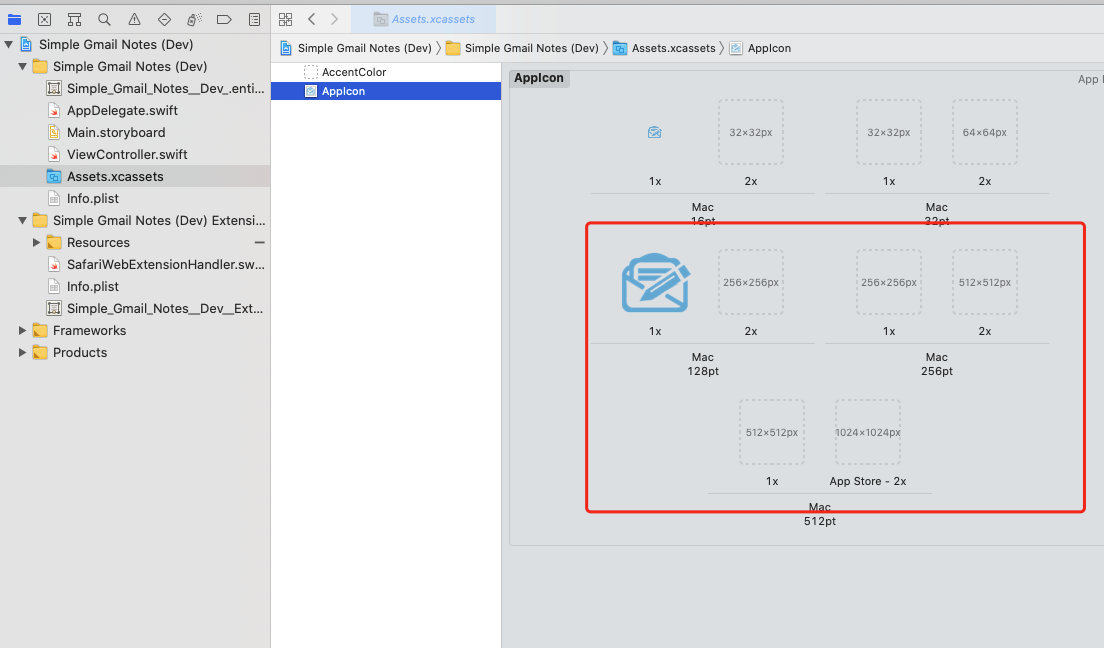 Assets.xcassets
Simple Gmail Notes (Dev)
Simple Gmail Notes (Dev)
Simple_Gmail_Notes__Dev_.enti...
AppDelegate.swift
Main.storyboard
ViewController.swift
Assets.xcassets
Info.plist
Simple Gmail Notes (Dev) Extensi...
Resources
SafariWebExtensionHandler.sw...
Info.plist
Simple_Gmail_Notes__Dev__Ext...
Frameworks
Products
Simple Gmail Notes (Dev) Simple Gmail Notes (Dev) Assets.xcassets AppIcon
AccentColor
AppIcon
AppIcon
App
32×32px 32×32px 64×64px
1x 2x 1x 2x
Mac Mac
16pt 32pt
256×256px 256×256px 512×512px
1x 2x 1x 2x
Mac Mac
128pt 256pt
512×512px 1024×1024px
1x App Store - 2x
Mac
512pt